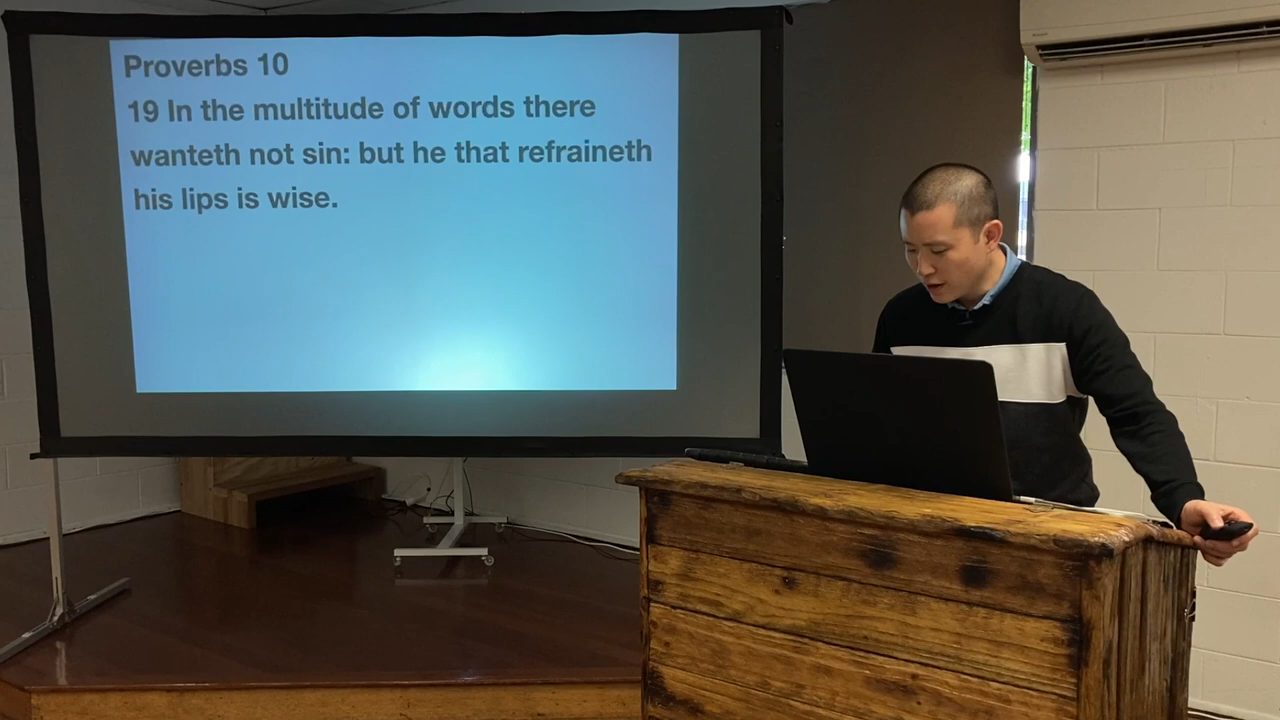 Proverbs 10
19 In the multitude of words there
wanteth not sin: but he that refraineth
his lips is wise.